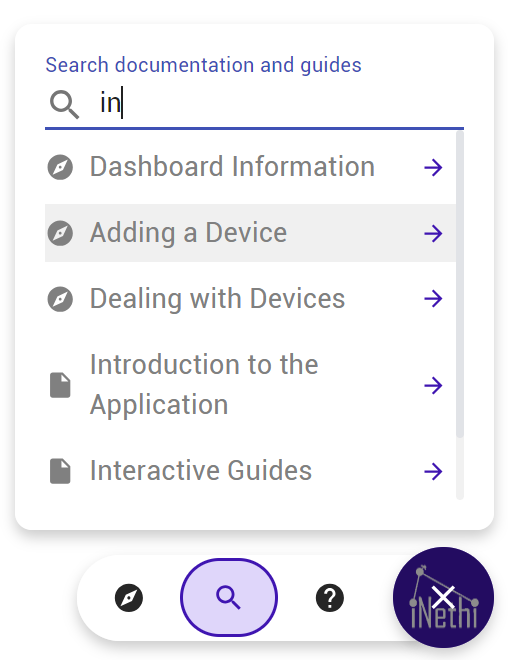 Search documentation and guides
in
Dashboard Information
Adding a Device
Dealing with Devices
Introduction to the
Application
Interactive Guides
iNethi